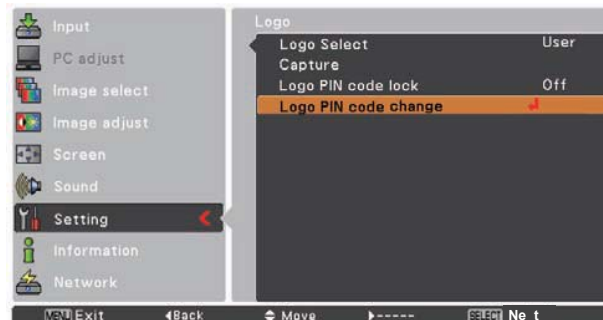 Input
PC adjust
Image select
Image adjust
Screen
Sound
Setting
Information
Network
Logo
Logo Select User
Capture
Logo PIN code lock Off
Logo PIN code change
MENU Exit ◀Back Move ▶----- SELECT Ne t